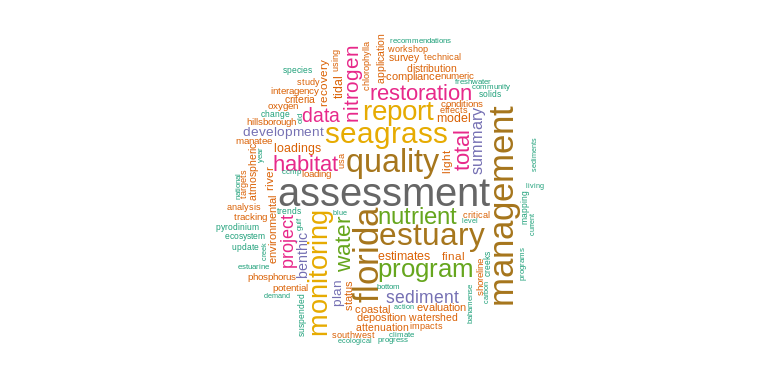 recommendations
workshop
survey technical
species
using
chlorophylla
application
distribution
study
recovery
tidal
nitrogen
compliance numeric
freshwater
interagency
restoration
community
solids
criteria
oxygen
data
report
conditions
effects
change
old
model
hillsborough
development
seagrass
manatee
loadings
total
summary
management
sediments
atmospheric
year
habitat
usa
quality
light
river
ccmp
loading
national
targets
assessment
living
analysis
trends
blue
nutrient
critical
mapping
tracking
gulf
level
current
pyrodinium
environmental
project
monitoring
water
florida
estuary
ecosystem
update
creek
benthic
estimates
final
creeks
estuarine
program
shoreline
programs
phosphorus
potential
plan
status
bottom
sediment
carbon
bahamense
demand
suspended
coastal
action
evaluation
deposition watershed
attenuation impacts
southwest
climate
ecological
progress